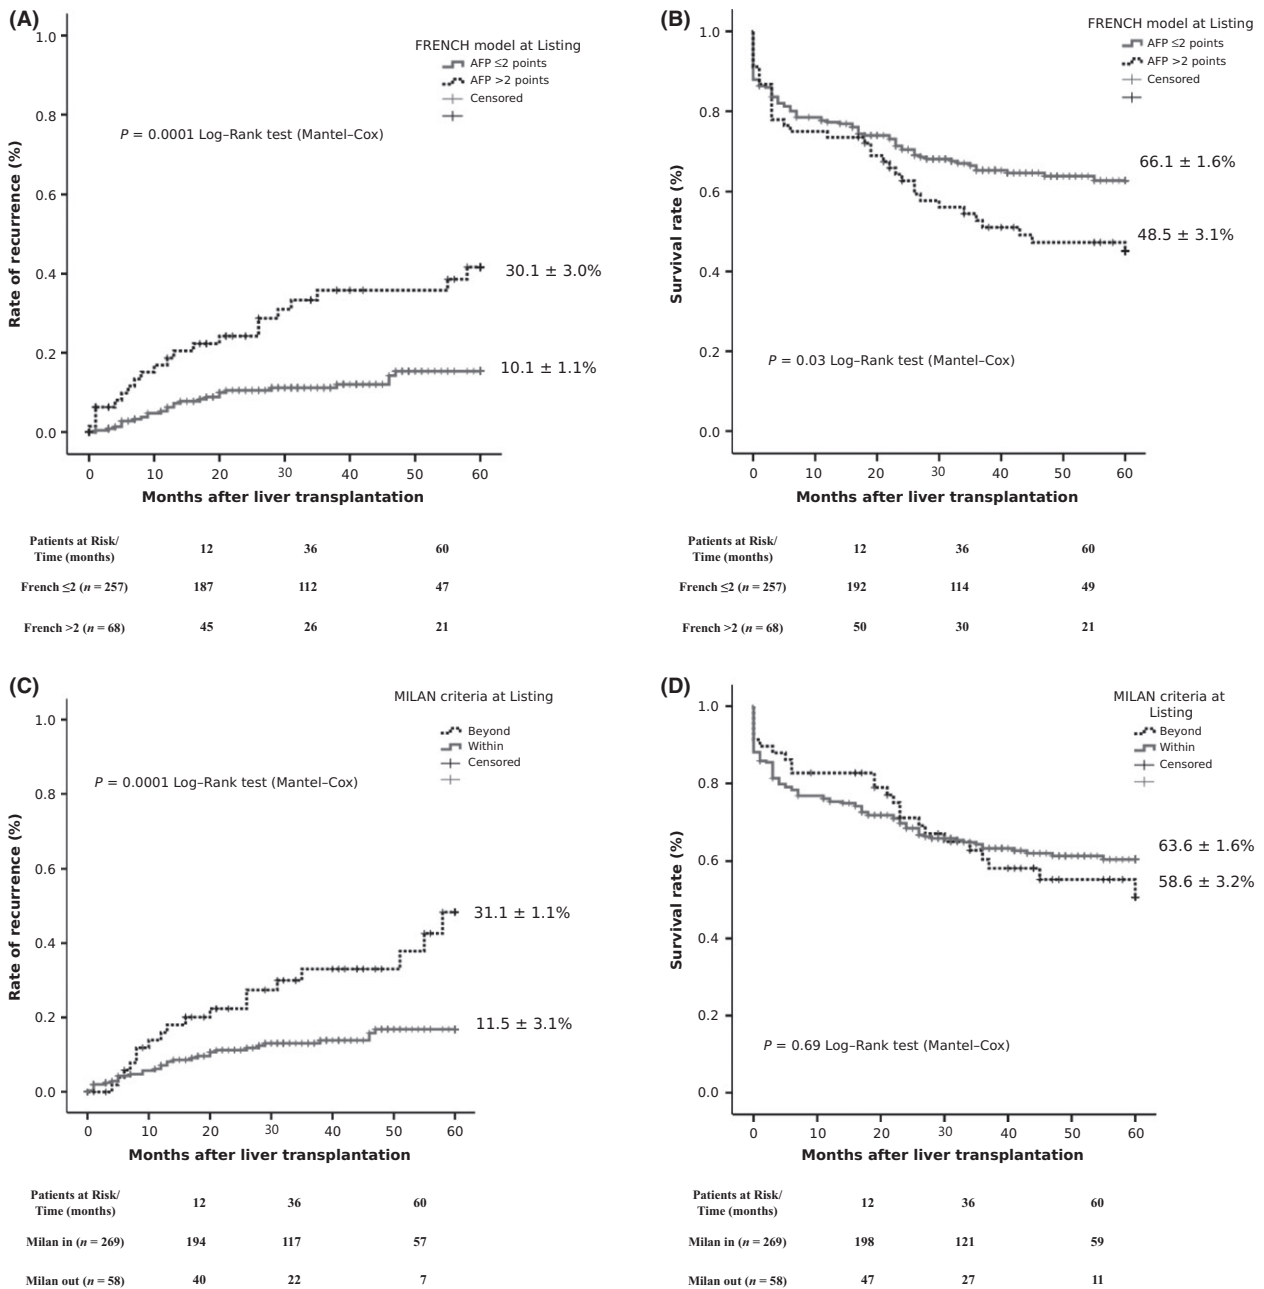 (A)
FRENCH model at Listing
AFP ≤2 points
AFP >2 points
Censored
P = 0.0001 Log–Rank test (Mantel–Cox)
Rate of recurrence (%)
1.0
0.8
0.6
0.4
0.2
0.0
30.1 ± 3.0%
10.1 ± 1.1%
0 10 20 30 40 50 60
Months after liver transplantation
Patients at Risk/
Time (months) 12 36 60
French ≤2 (n = 257) 187 112 47
French >2 (n = 68) 45 26 21
(B)
FRENCH model at Listing
AFP ≤2 points
AFP >2 points
Censored
Survival rate (%)
1.0
0.8
0.6
0.4
0.2
0.0
66.1 ± 1.6%
48.5 ± 3.1%
P = 0.03 Log–Rank test (Mantel–Cox)
0 10 20 30 40 50 60
Months after liver transplantation
Patients at Risk/
Time (months) 12 36 60
French ≤2 (n = 257) 192 114 49
French >2 (n = 68) 50 30 21
(C)
MILAN criteria at Listing
Beyond
Within
Censored
P = 0.0001 Log–Rank test (Mantel–Cox)
Rate of recurrence (%)
1.0
0.8
0.6
0.4
0.2
0.0
31.1 ± 1.1%
11.5 ± 3.1%
0 10 20 30 40 50 60
Months after liver transplantation
Patients at Risk/
Time (months) 12 36 60
Milan in (n = 269) 194 117 57
Milan out (n = 58) 40 22 7
(D)
MILAN criteria at
Listing
Beyond
Within
Censored
Survival rate (%)
1.0
0.8
0.6
0.4
0.2
0.0
63.6 ± 1.6%
58.6 ± 3.2%
P = 0.69 Log–Rank test (Mantel–Cox)
0 10 20 30 40 50 60
Months after liver transplantation
Patients at Risk/
Time (months) 12 36 60
Milan in (n = 269) 198 121 59
Milan out (n = 58) 47 27 11